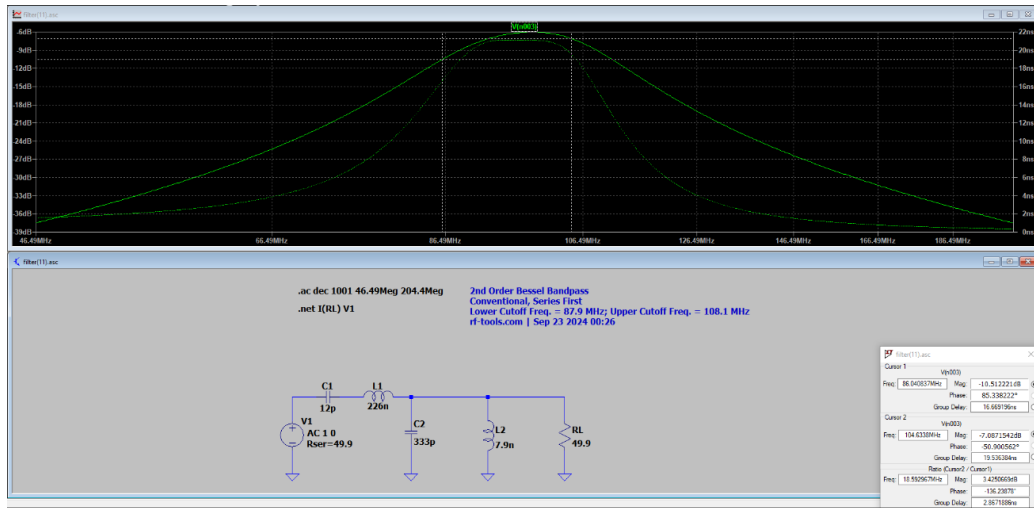 filter(11).asc
V(n003)
-6dB
-9dB
-12dB
-15dB
-18dB
-21dB
-24dB
-27dB
-30dB
-33dB
-36dB
-39dB
22ns
20ns
18ns
16ns
14ns
12ns
10ns
8ns
6ns
4ns
2ns
0ns
46.49MHz 66.49MHz 86.49MHz 106.49MHz 126.49MHz 146.49MHz 166.49MHz 186.49MHz
filter(11).asc
.ac dec 1001 46.49Meg 204.4Meg
.net I(RL) V1
2nd Order Bessel Bandpass
Conventional, Series First
Lower Cutoff Freq. = 87.9 MHz; Upper Cutoff Freq. = 108.1 MHz
rf-tools.com | Sep 23 2024 00:26
C1
12p
L1
226n
V1
AC 1 0
Rser=49.9
C2
333p
L2
7.9n
RL
49.9
filter(11).asc
Cursor 1
V(n003)
Freq: 86.040837MHz Mag: -10.512221dB
Phase: 85.338222°
Group Delay: 16.669196ns
Cursor 2
V(n003)
Freq: 104.6338MHz Mag: -7.0871542dB
Phase: -50.900562°
Group Delay: 19.536384ns
Ratio (Cursor2 / Cursor1)
Freq: 18.592967MHz Mag: 3.4250669dB
Phase: -136.23878°
Group Delay: 2.8671886ns